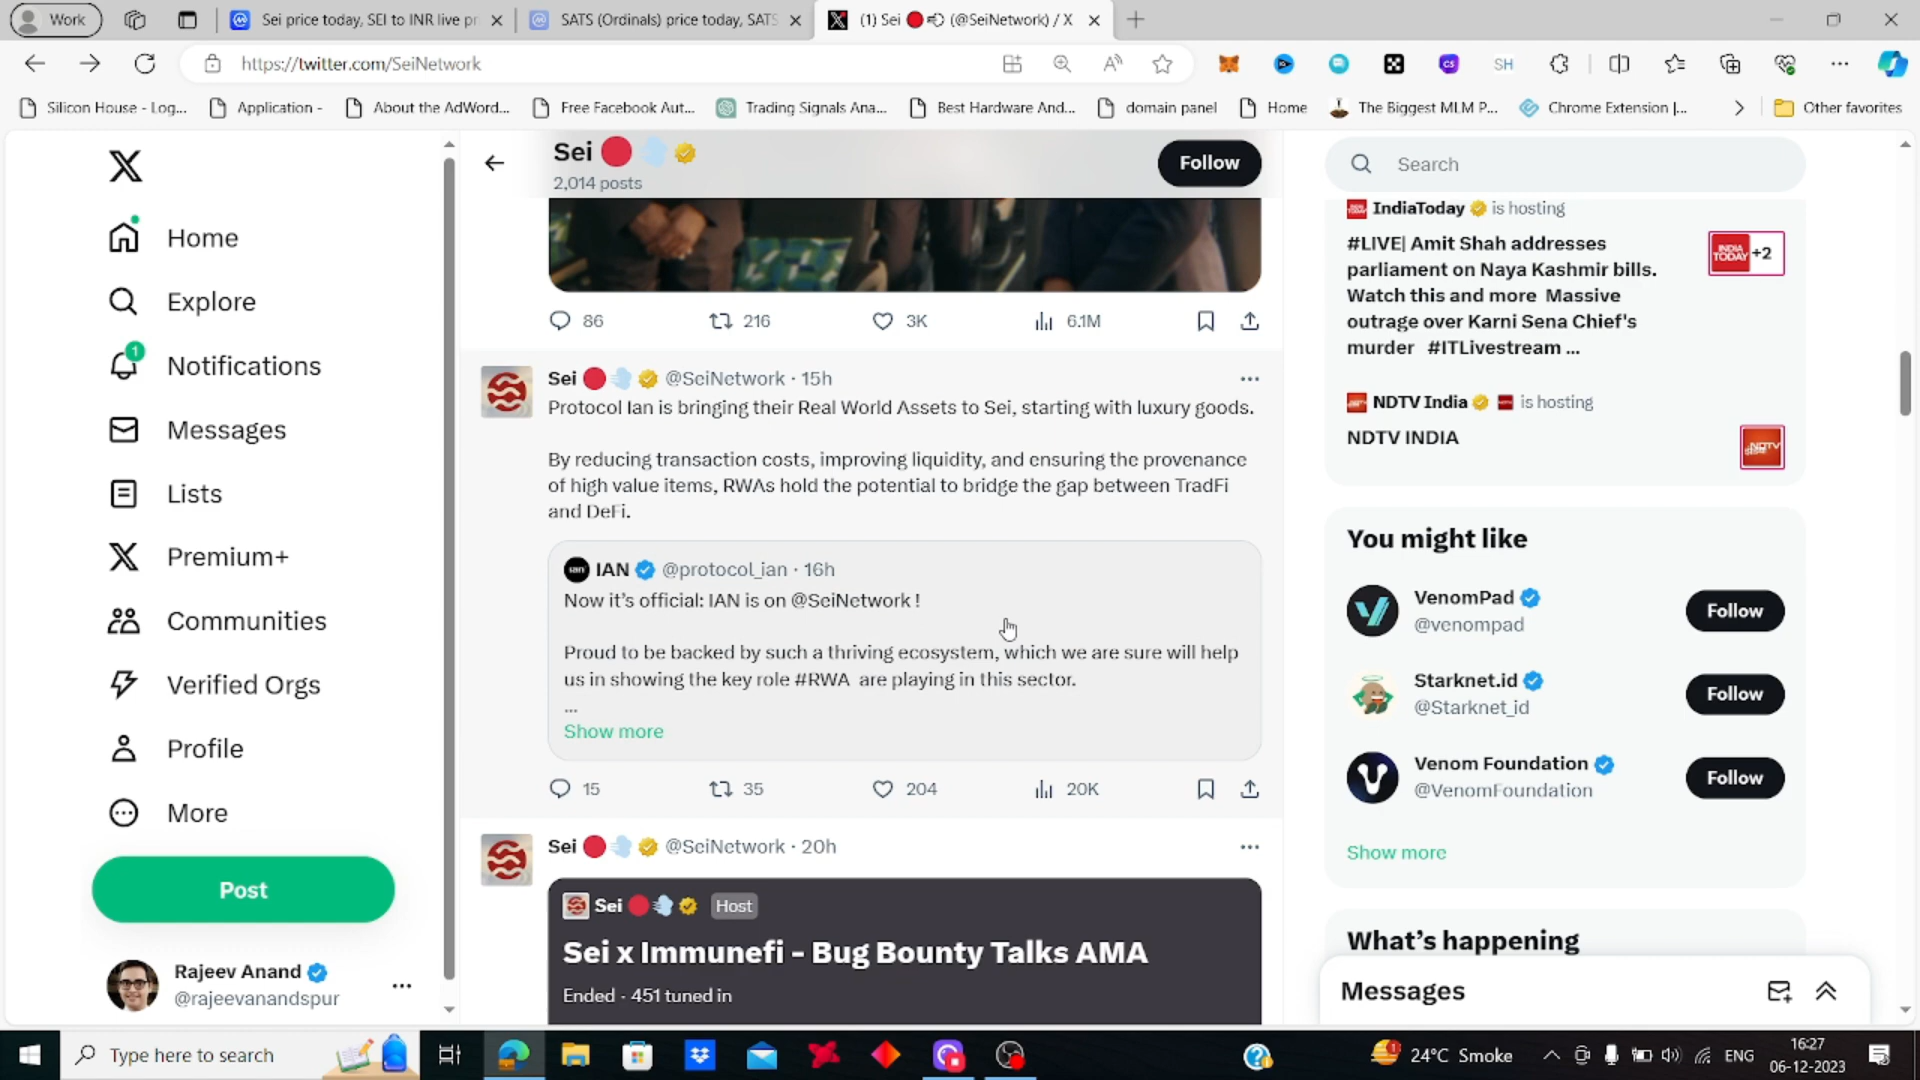 Work
Sei price today, SEI to INR live pr
SATS (Ordinals) price today, SATS
(1) Sei (@SeiNetwork) / X
https://twitter.com/SeiNetwork
SH
Silicon House - Log...
Application -
About the AdWord...
Free Facebook Aut...
Trading Signals Ana...
Best Hardware And...
domain panel
Home
The Biggest MLM P...
Chrome Extension |...
Other favorites
Home
Explore
1
Notifications
Messages
Lists
Premium+
Communities
Verified Orgs
Profile
More
Post
Rajeev Anand
@rajeevanandspur
Sei
2,014 posts
Follow
86 216 3K 6.1M
Sei @SeiNetwork · 15h
Protocol Ian is bringing their Real World Assets to Sei, starting with luxury goods.
By reducing transaction costs, improving liquidity, and ensuring the provenance
of high value items, RWAs hold the potential to bridge the gap between TradFi
and DeFi.
IAN @protocol_ian · 16h
Now it's official: IAN is on @SeiNetwork !
Proud to be backed by such a thriving ecosystem, which we are sure will help
us in showing the key role #RWA are playing in this sector.
...
Show more
15 35 204 20K
Sei @SeiNetwork · 20h
Sei Host
Sei x Immunefi - Bug Bounty Talks AMA
Ended · 451 tuned in
Search
IndiaToday is hosting
#LIVE| Amit Shah addresses
parliament on Naya Kashmir bills.
Watch this and more Massive
outrage over Karni Sena Chief's
murder #ITLivestream ...
INDIA
TODAY +2
NDTV India is hosting
NDTV INDIA
NDTV
You might like
VenomPad
@venompad
Follow
Starknet.id
@Starknet_id
Follow
Venom Foundation
@VenomFoundation
Follow
Show more
What's happening
Messages
Type here to search
24°C Smoke
ENG
16:27
06-12-2023